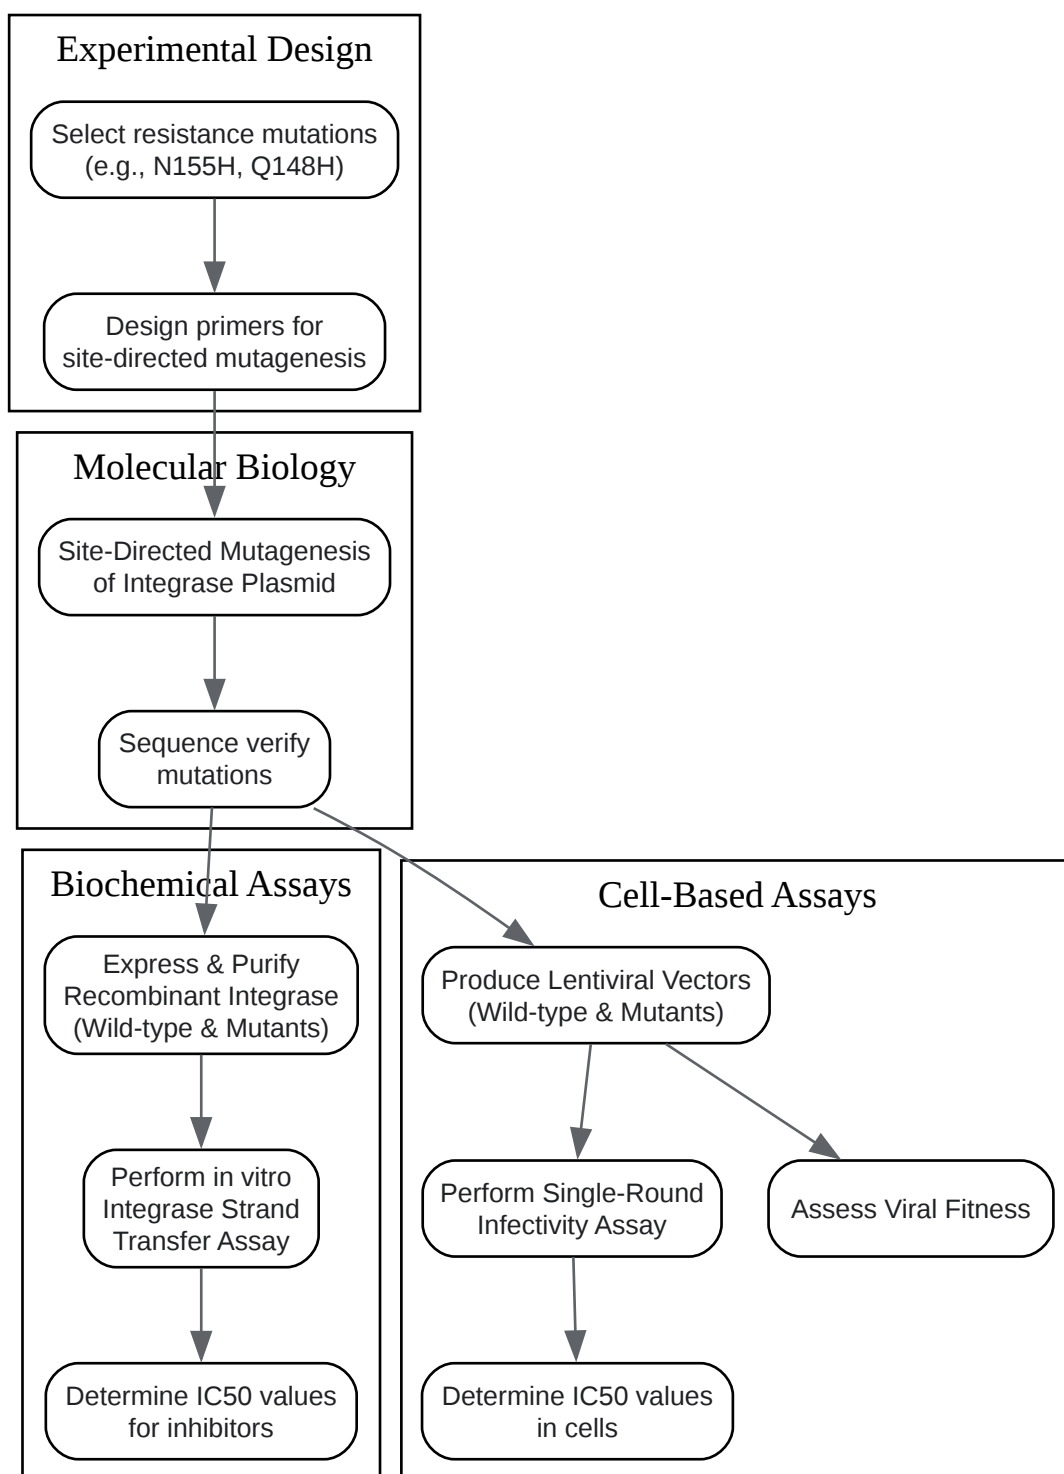 Experimental Design
Select resistance mutations
(e.g., N155H, Q148H)
Design primers for
site-directed mutagenesis
Molecular Biology
Site-Directed Mutagenesis
of Integrase Plasmid
Sequence verify
mutations
Biochemical Assays
Express & Purify
Recombinant Integrase
(Wild-type & Mutants)
Perform in vitro
Integrase Strand
Transfer Assay
Determine IC50 values
for inhibitors
Cell-Based Assays
Produce Lentiviral Vectors
(Wild-type & Mutants)
Perform Single-Round
Infectivity Assay
Assess Viral Fitness
Determine IC50 values
in cells